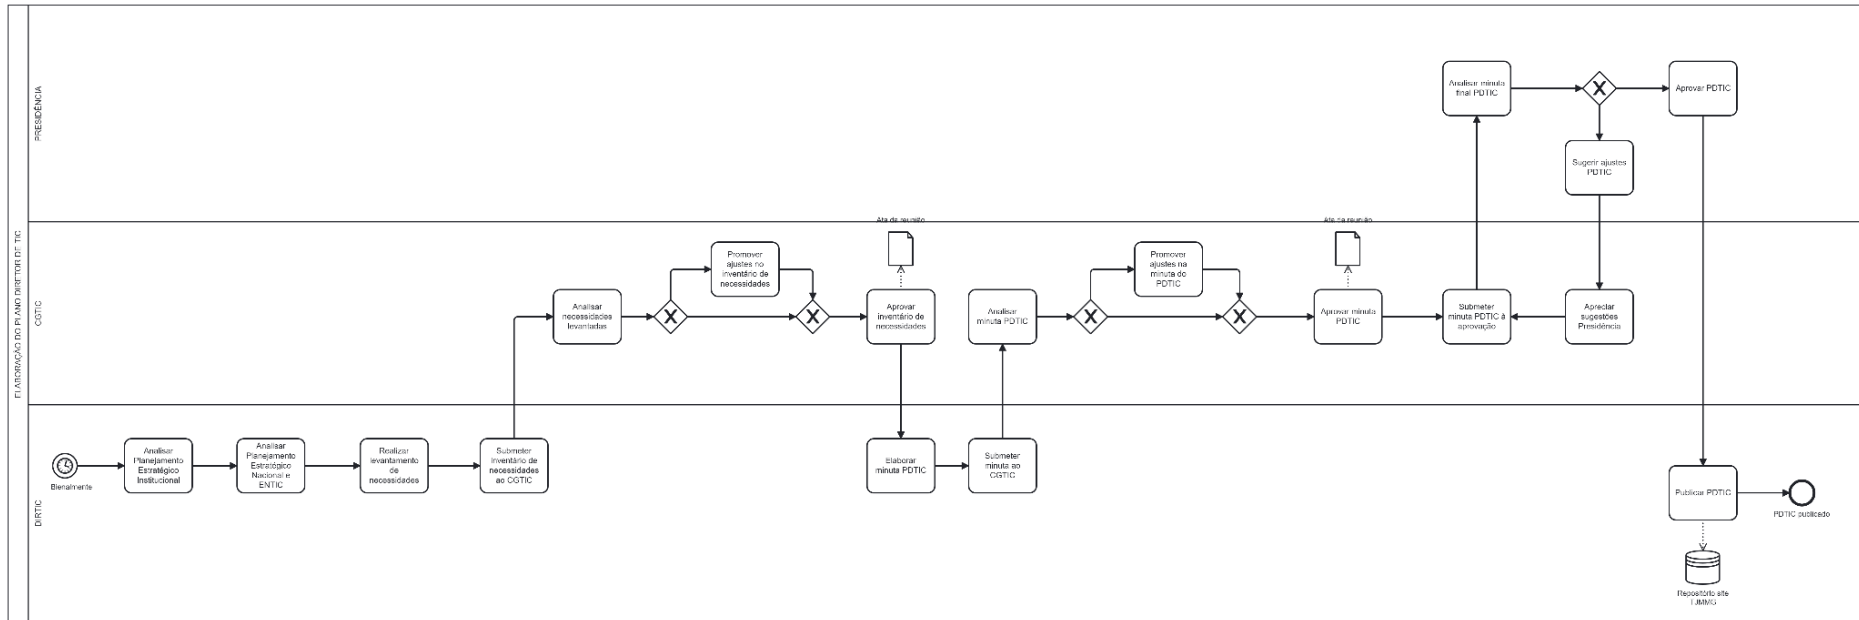 ELABORAÇÃO DO PLANO DIRETOR DE TIC
PRESIDÊNCIA
Analisar minuta
final PDTIC
Aprovar PDTIC
Sugerir ajustes
PDTIC
CGTIC
Analisar
necessidades
levantadas
Promover
ajustes no
inventário de
necessidades
Ata da reunião
Aprovar
inventário de
necessidades
Analisar
minuta PDTIC
Promover
ajustes na
minuta do
PDTIC
Ata da reunião
Aprovar minuta
PDTIC
Submeter
minuta PDTIC à
aprovação
Apreciar
sugestões
Presidência
DIRTIC
Bienalmente
Analisar
Planejamento
Estratégico
Institucional
Analisar
Planejamento
Estratégico
Nacional e
ENTIC
Realizar
levantamento
de
necessidades
Submeter
inventário de
necessidades
ao CGTIC
Elaborar
minuta PDTIC
Submeter
minuta ao
CGTIC
Publicar PDTIC
PDTIC publicado
Repositório site
TJMMG